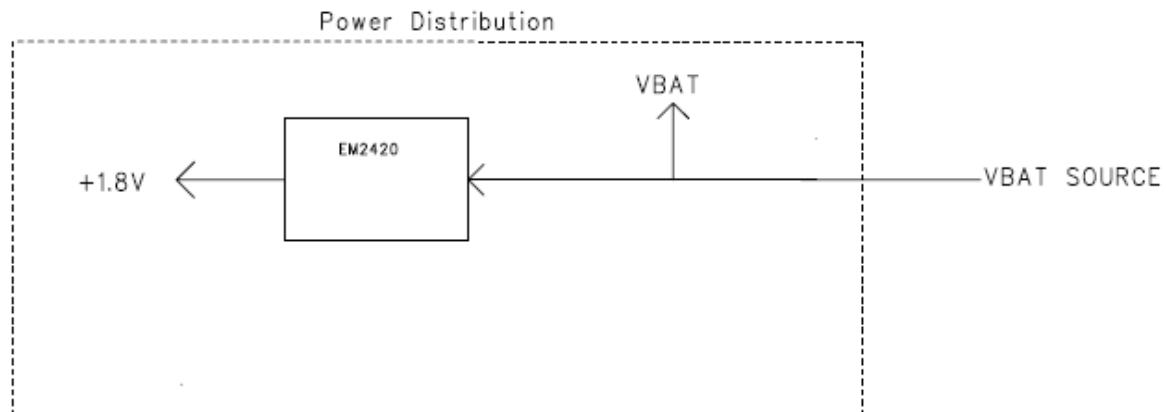 Power Distribution
VBAT
EM2420
+1.8V
VBAT SOURCE